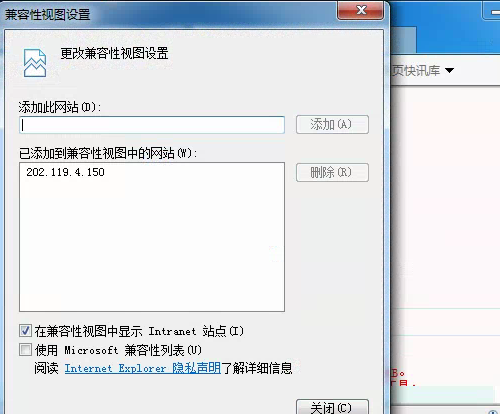 兼容性视图设置
更改兼容性视图设置
页快讯库
添加此网站(D):
添加(A)
已添加到兼容性视图中的网站(W):
202.119.4.150
删除(R)
在兼容性视图中显示 Intranet 站点(I)
使用 Microsoft 兼容性列表(U)
阅读 Internet Explorer 隐私声明了解详细信息
B。
关闭(C)